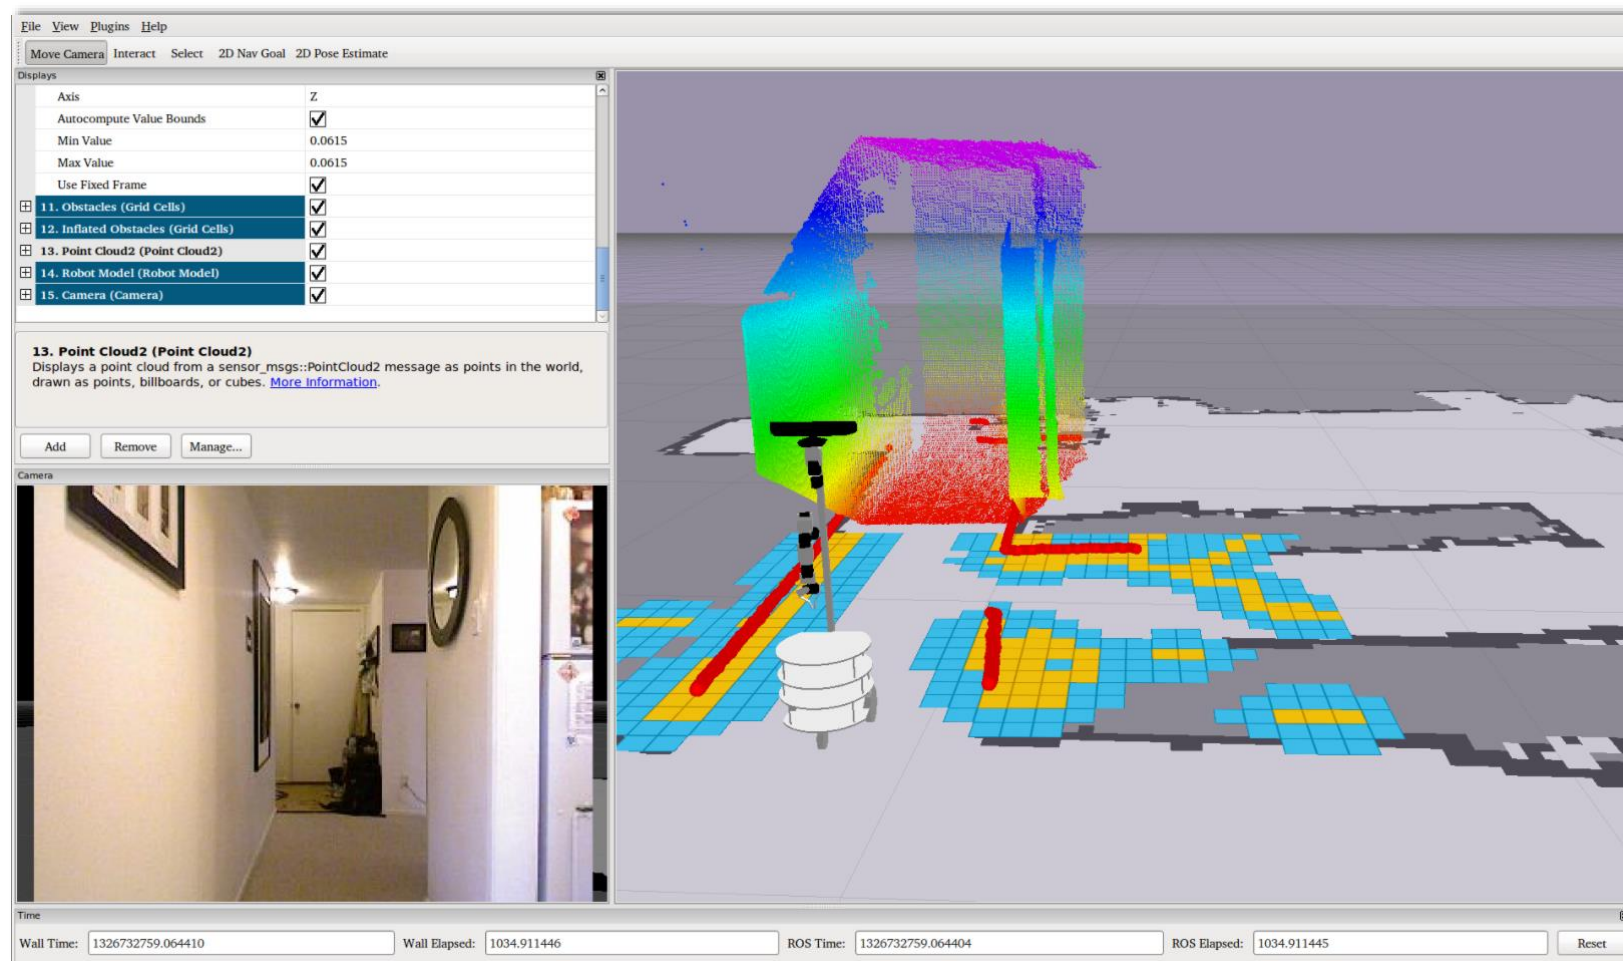 File View Plugins Help
Move Camera Interact Select 2D Nav Goal 2D Pose Estimate
Displays
Axis Z
Autocompute Value Bounds
Min Value 0.0615
Max Value 0.0615
Use Fixed Frame
11. Obstacles (Grid Cells)
12. Inflated Obstacles (Grid Cells)
13. Point Cloud2 (Point Cloud2)
14. Robot Model (Robot Model)
15. Camera (Camera)
13. Point Cloud2 (Point Cloud2)
Displays a point cloud from a sensor_msgs::PointCloud2 message as points in the world,
drawn as points, billboards, or cubes. More Information.
Add Remove Manage...
Camera
Time
Wall Time: 1326732759.064410 Wall Elapsed: 1034.911446 ROS Time: 1326732759.064404 ROS Elapsed: 1034.911445 Reset